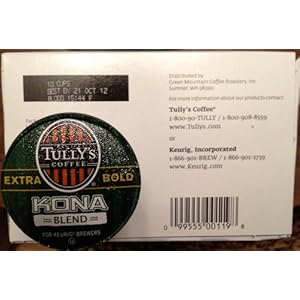 10 CUPS
BEST BY 21 OCT 12
15:44 F
Distributed by
Green Mountain Coffee Roasters, Inc
Sumner, WA 98390
For more information about our products contact:
Tully's Coffee®
1-800-90-TULLY / 1-800-908-8559
www.Tullys.com
or
Keurig, Incorporated
1-866-901-BREW / 1-866-901-2739
www.Keurig.com
TULLY'S
COFFEE
EXTRA BOLD
KONA
BLEND
FOR KEURIG® BREWERS
0 99555 00119 8